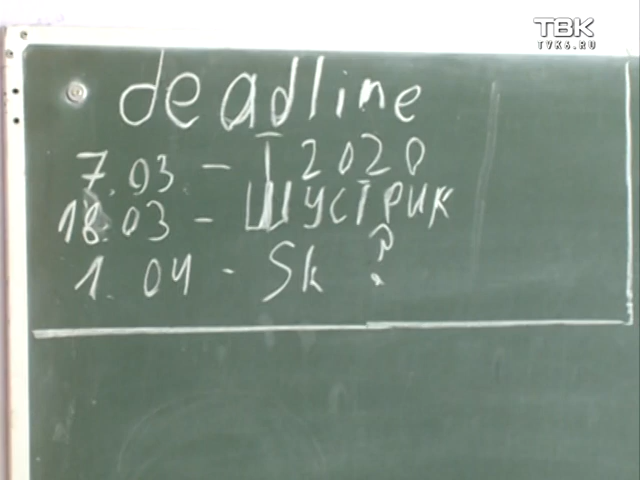 ТВК
TVK6.RU
deadline
7.03 - T 2020
18.03 - Шустрик
1.04 - Sk ?